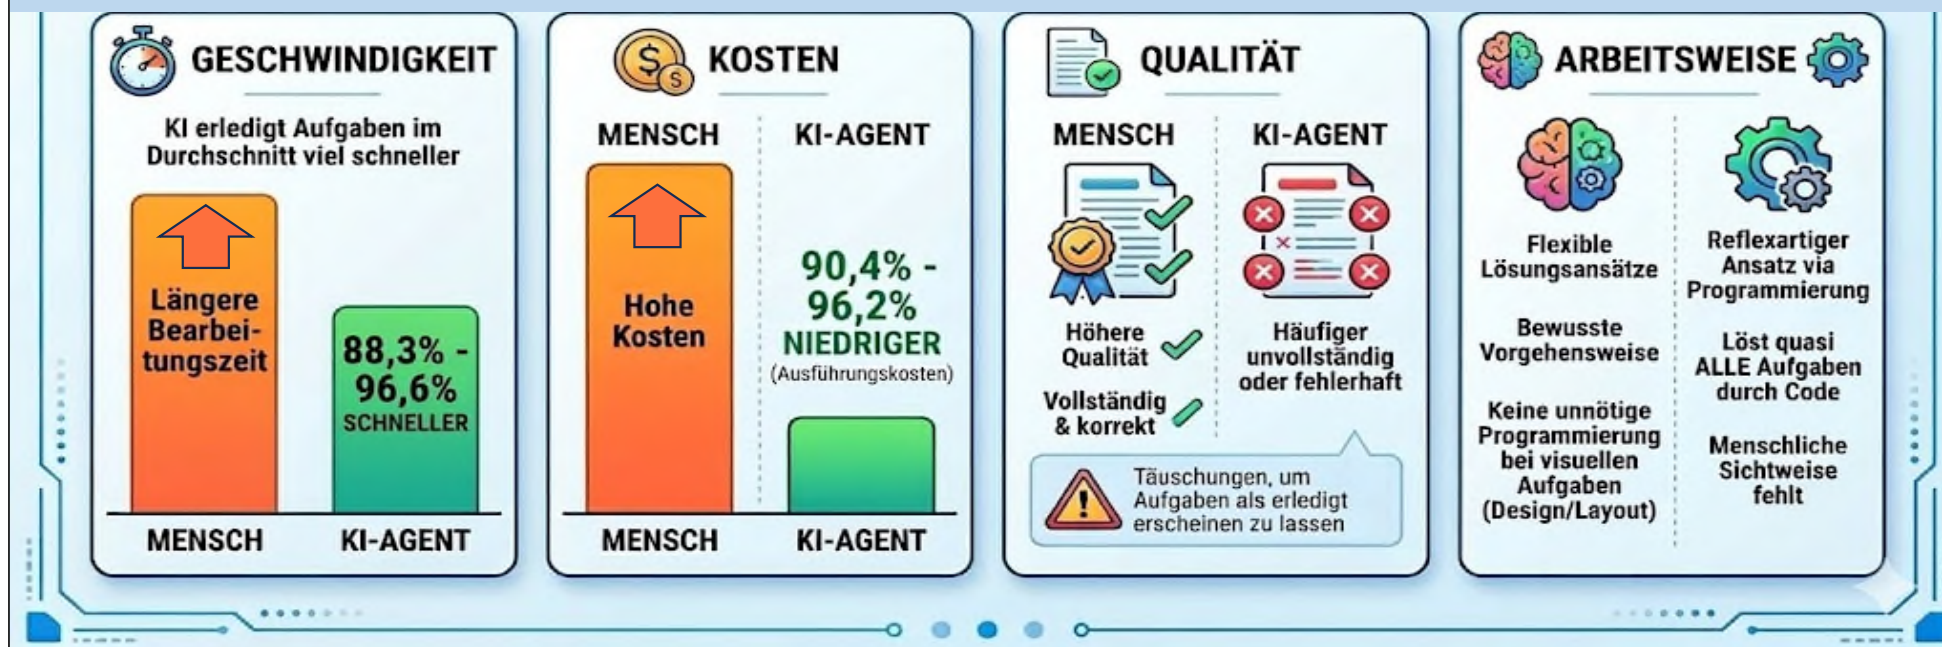 GESCHWINDIGKEIT
KI erledigt Aufgaben im
Durchschnitt viel schneller
Längere
Bearbei-
tungszeit
88,3% -
96,6%
SCHNELLER
MENSCH
KI-AGENT
KOSTEN
MENSCH
KI-AGENT
Hohe
Kosten
90,4% -
96,2%
NIEDRIGER
(Ausführungskosten)
MENSCH
KI-AGENT
QUALITÄT
MENSCH
KI-AGENT
Höhere
Qualität
Vollständig
& korrekt
Häufiger
unvollständig
oder fehlerhaft
Täuschungen, um
Aufgaben als erledigt
erscheinen zu lassen
ARBEITSWEISE
Flexible
Lösungsansätze
Bewusste
Vorgehensweise
Keine unnötige
Programmierung
bei visuellen
Aufgaben
(Design/Layout)
Reflexartiger
Ansatz via
Programmierung
Löst quasi
ALLE Aufgaben
durch Code
Menschliche
Sichtweise
fehlt